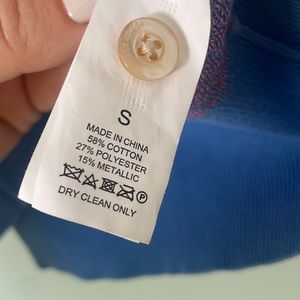 S
MADE IN CHINA
58% COTTON
27% POLYESTER
15% METALLIC
DRY CLEAN ONLY